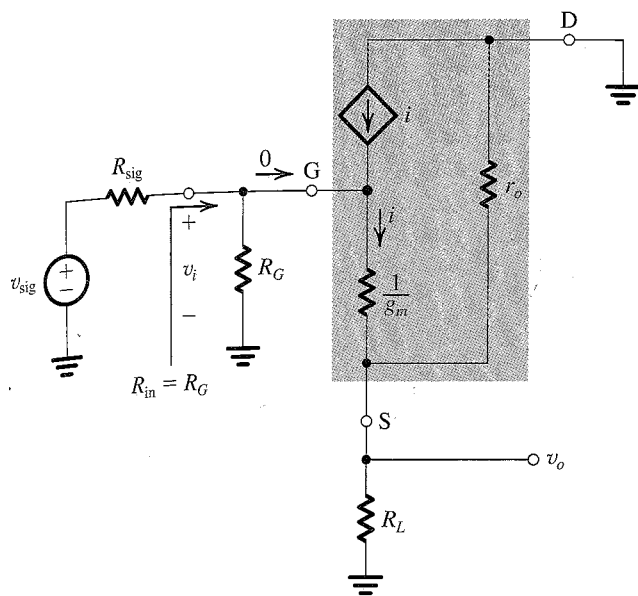 D
i
0
G
R_sig
r_o
i
+
v_i
−
R_G
1/g_m
v_sig
+
−
R_in = R_G
S
v_o
R_L